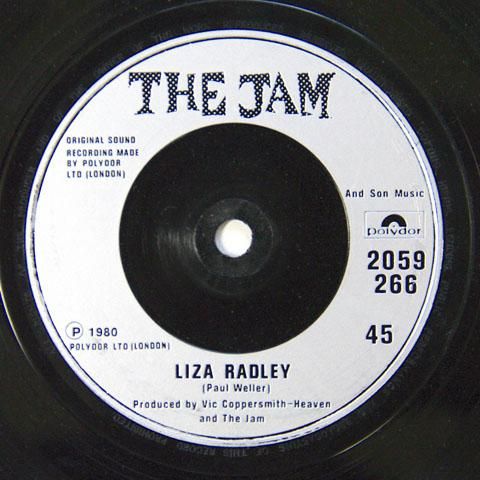 THE JAM
ORIGINAL SOUND
RECORDING MADE
BY POLYDOR
LTD (LONDON)
And Son Music
polydor
2059
266
P 1980
POLYDOR LTD (LONDON)
45
LIZA RADLEY
(Paul Weller)
Produced by Vic Coppersmith-Heaven
and The Jam